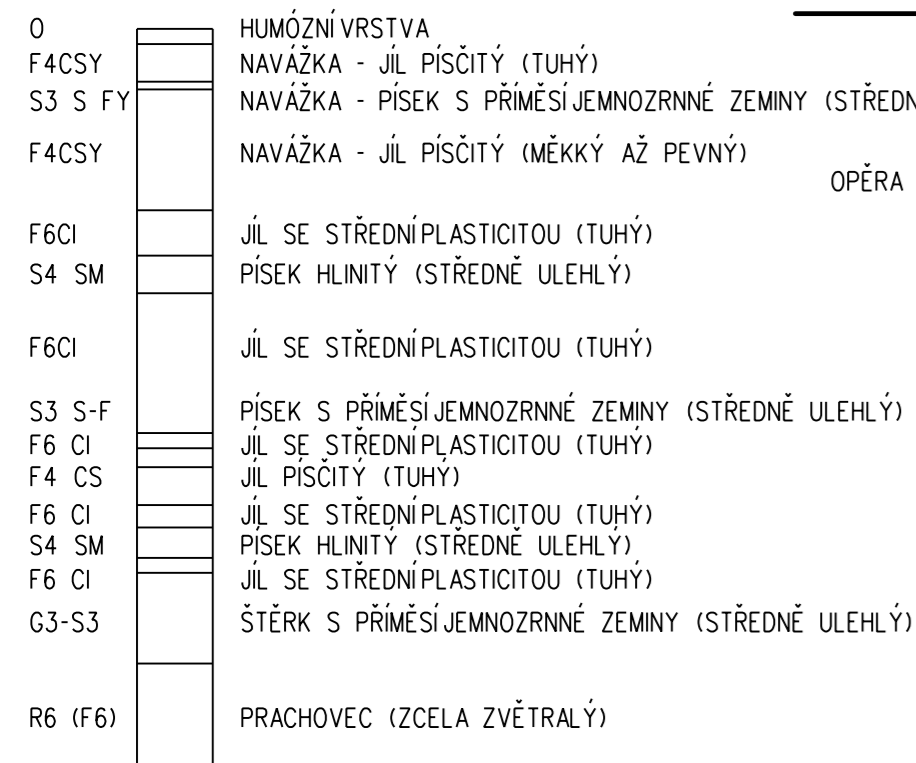 O HUMÓZNÍ VRSTVA
F4CSY NAVÁŽKA - JÍL PÍSČITÝ (TUHÝ)
S3 S FY NAVÁŽKA - PÍSEK S PŘÍMĚSÍ JEMNOZRNNÉ ZEMINY (STŘEDN
F4CSY NAVÁŽKA - JÍL PÍSČITÝ (MĚKKÝ AŽ PEVNÝ)
OPĚRA
F6CI JÍL SE STŘEDNÍ PLASTICITOU (TUHÝ)
S4 SM PÍSEK HLINITÝ (STŘEDNĚ ULEHLÝ)
F6CI JÍL SE STŘEDNÍ PLASTICITOU (TUHÝ)
S3 S-F PÍSEK S PŘÍMĚSÍ JEMNOZRNNÉ ZEMINY (STŘEDNĚ ULEHLÝ)
F6 CI JÍL SE STŘEDNÍ PLASTICITOU (TUHÝ)
F4 CS JÍL PÍSČITÝ (TUHÝ)
F6 CI JÍL SE STŘEDNÍ PLASTICITOU (TUHÝ)
S4 SM PÍSEK HLINITÝ (STŘEDNĚ ULEHLÝ)
F6 CI JÍL SE STŘEDNÍ PLASTICITOU (TUHÝ)
G3-S3 ŠTĚRK S PŘÍMĚSÍ JEMNOZRNNÉ ZEMINY (STŘEDNĚ ULEHLÝ)
R6 (F6) PRACHOVEC (ZCELA ZVĚTRALÝ)